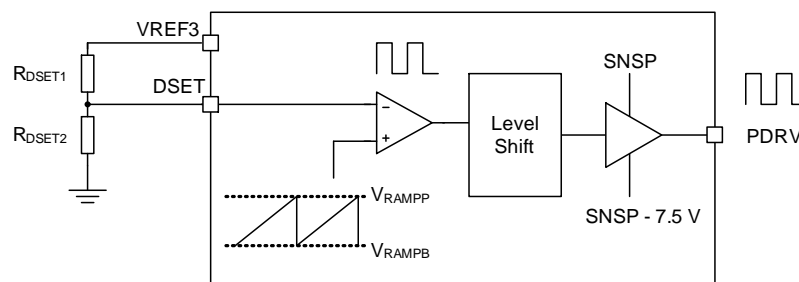 VREF3
RDSET1
DSET
RDSET2
Level
Shift
SNSP
PDRV
SNSP - 7.5 V
VRAMPP
VRAMPB